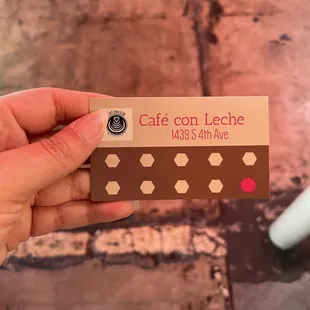 Café con Leche
1439 S 4th Ave